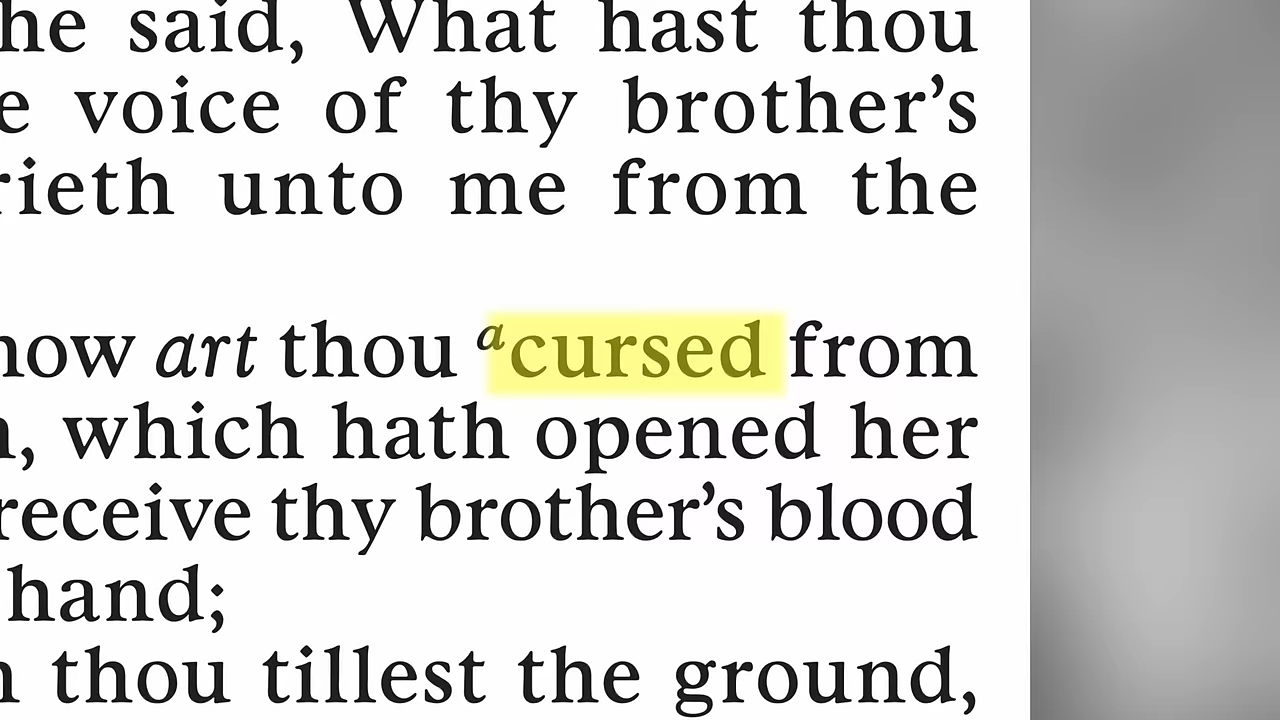 he said, What hast thou
e voice of thy brother’s
rieth unto me from the
now art thou a cursed from
n, which hath opened her
receive thy brother’s blood
hand;
n thou tillest the ground,